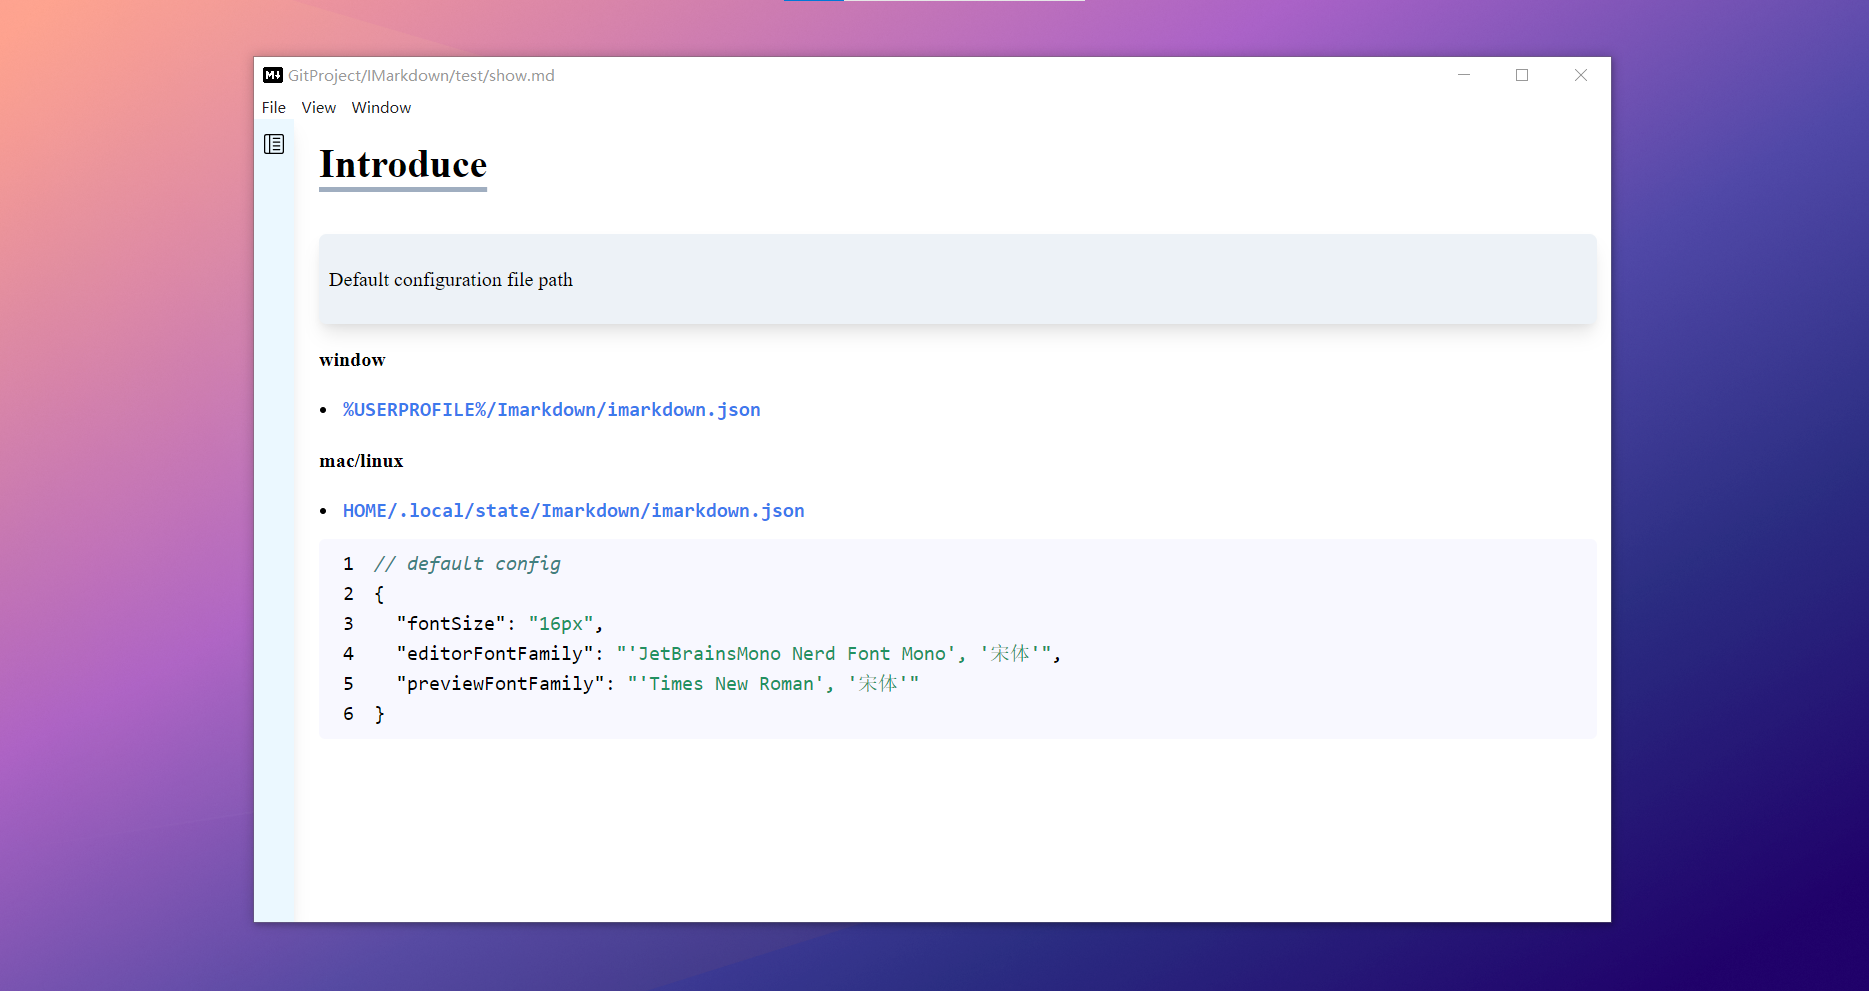 M↓ GitProject/IMarkdown/test/show.md
File View Window
Introduce
Default configuration file path
window
• %USERPROFILE%/Imarkdown/imarkdown.json
mac/linux
• HOME/.local/state/Imarkdown/imarkdown.json
1 // default config
2 {
3 "fontSize": "16px",
4 "editorFontFamily": "'JetBrainsMono Nerd Font Mono', '宋体'",
5 "previewFontFamily": "'Times New Roman', '宋体'"
6 }